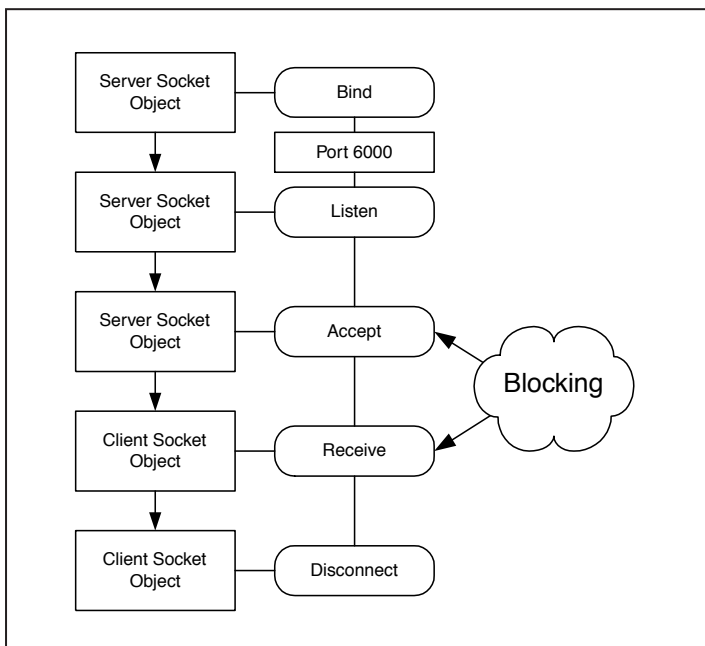 Server Socket
Object
Bind
Port 6000
Server Socket
Object
Listen
Server Socket
Object
Accept
Blocking
Client Socket
Object
Receive
Client Socket
Object
Disconnect